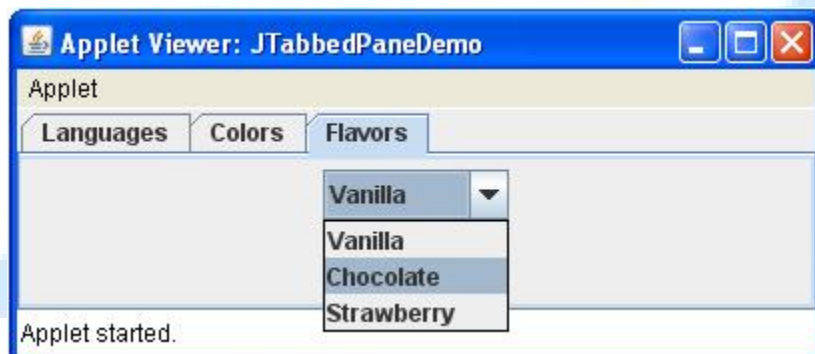 Applet Viewer: JTabbedPaneDemo
Applet
Languages Colors Flavors
Vanilla
Vanilla
Chocolate
Strawberry
Applet started.